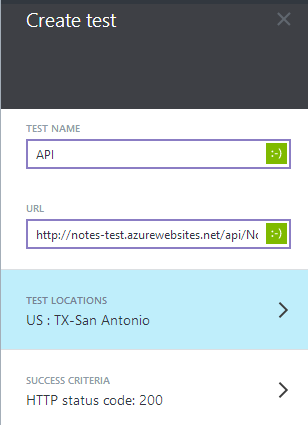 Create test
TEST NAME
API
:-)
URL
http://notes-test.azurewebsites.net/api/No
:-)
TEST LOCATIONS
US : TX-San Antonio
SUCCESS CRITERIA
HTTP status code: 200